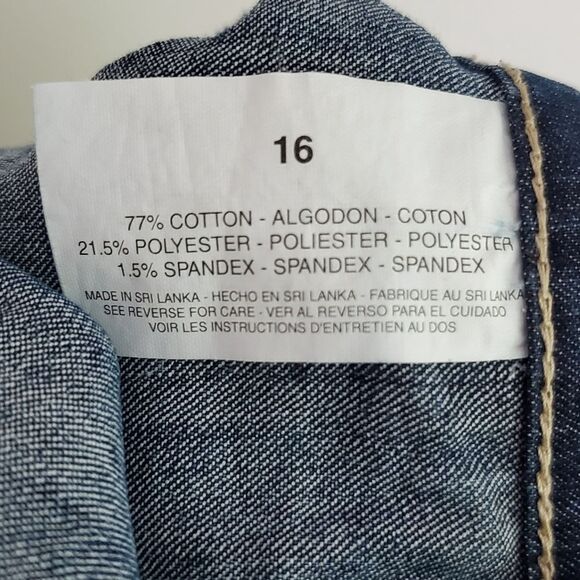 16
77% COTTON - ALGODON - COTON
21.5% POLYESTER - POLIESTER - POLYESTER
1.5% SPANDEX - SPANDEX - SPANDEX
MADE IN SRI LANKA - HECHO EN SRI LANKA - FABRIQUE AU SRI LANKA
SEE REVERSE FOR CARE - VER AL REVERSO PARA EL CUIDADO
VOIR LES INSTRUCTIONS D'ENTRETIEN AU DOS